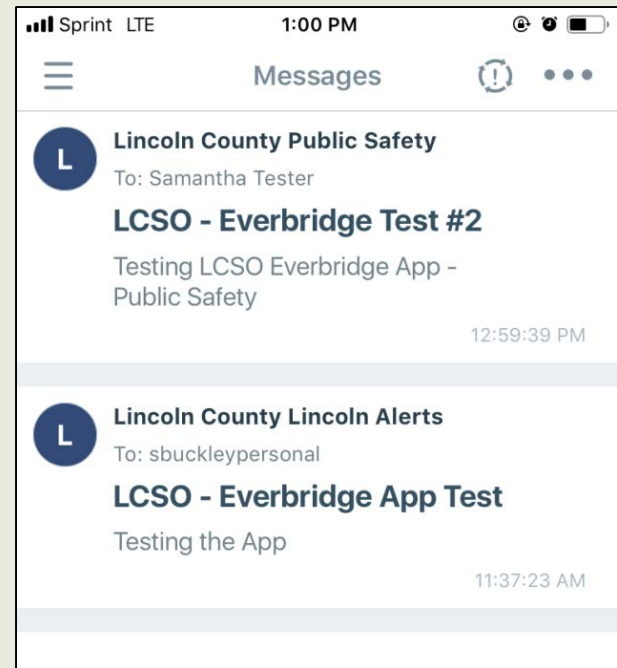 Sprint LTE 1:00 PM
Messages
L
Lincoln County Public Safety
To: Samantha Tester
LCSO - Everbridge Test #2
Testing LCSO Everbridge App -
Public Safety
12:59:39 PM
L
Lincoln County Lincoln Alerts
To: sbuckleypersonal
LCSO - Everbridge App Test
Testing the App
11:37:23 AM